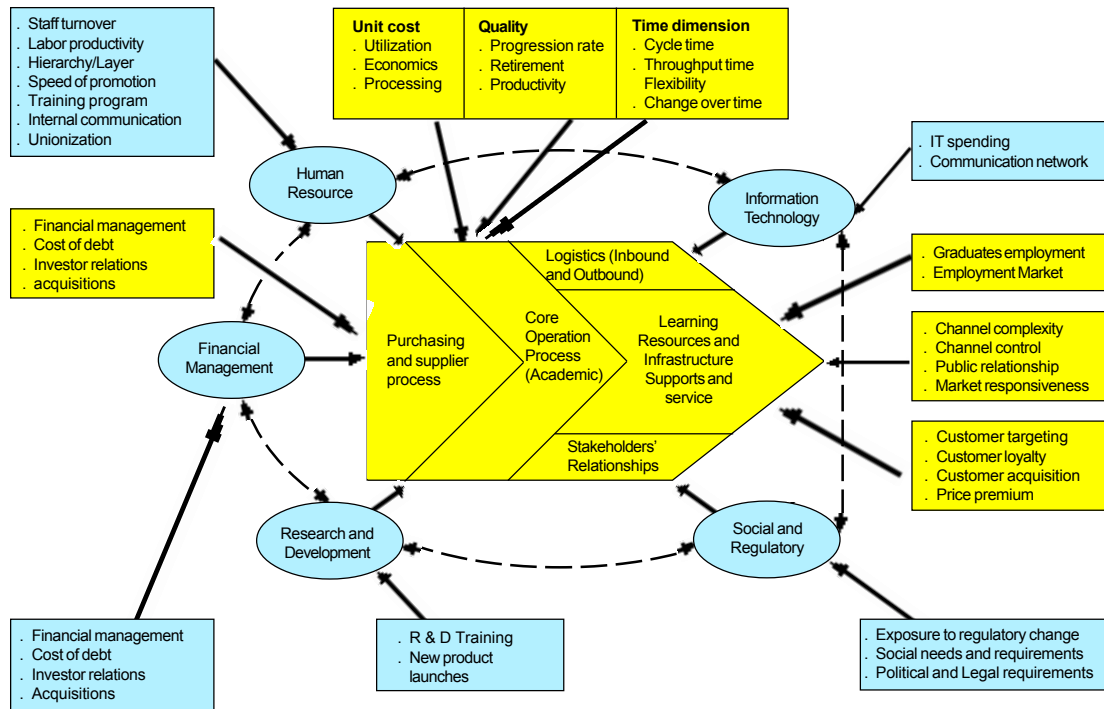 . Staff turnover
. Labor productivity
. Hierarchy/Layer
. Speed of promotion
. Training program
. Internal communication
. Unionization
Unit cost
. Utilization
. Economics
. Processing
Quality
. Progression rate
. Retirement
. Productivity
Time dimension
. Cycle time
. Throughput time
Flexibility
. Change over time
. IT spending
. Communication network
Human
Resource
Information
Technology
. Financial management
. Cost of debt
. Investor relations
. acquisitions
Logistics (Inbound
and Outbound)
. Graduates employment
. Employment Market
Financial
Management
Purchasing
and supplier
process
Core
Operation
Process
(Academic)
Learning
Resources and
Infrastructure
Supports and
service
. Channel complexity
. Channel control
. Public relationship
. Market responsiveness
Stakeholders'
Relationships
. Customer targeting
. Customer loyalty
. Customer acquisition
. Price premium
Research and
Development
Social and
Regulatory
. Financial management
. Cost of debt
. Investor relations
. Acquisitions
. R & D Training
. New product
launches
. Exposure to regulatory change
. Social needs and requirements
. Political and Legal requirements